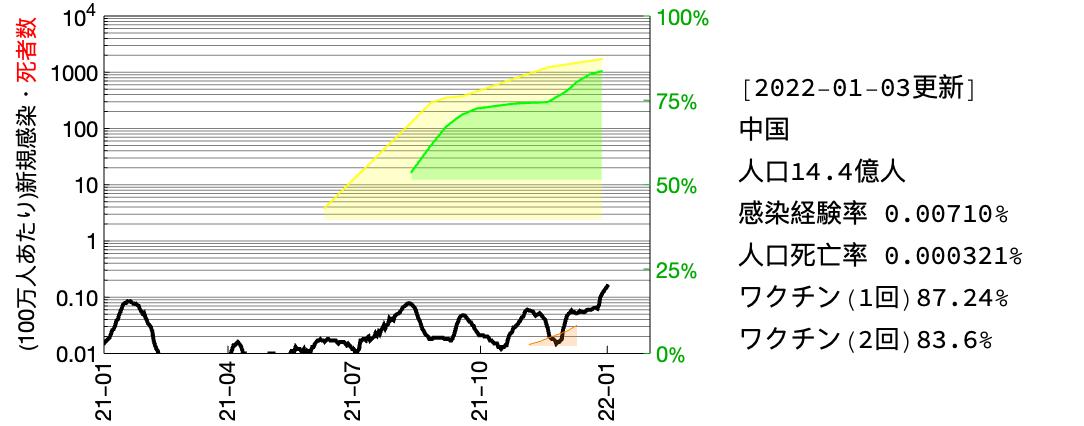 (100万人あたり)新規感染・死者数
10^4
1000
100
10
1
0.10
0.01
100%
75%
50%
25%
0%
21-01
21-04
21-07
21-10
22-01
[2022-01-03更新]
中国
人口14.4億人
感染経験率 0.00710%
人口死亡率 0.000321%
ワクチン(1回)87.24%
ワクチン(2回)83.6%